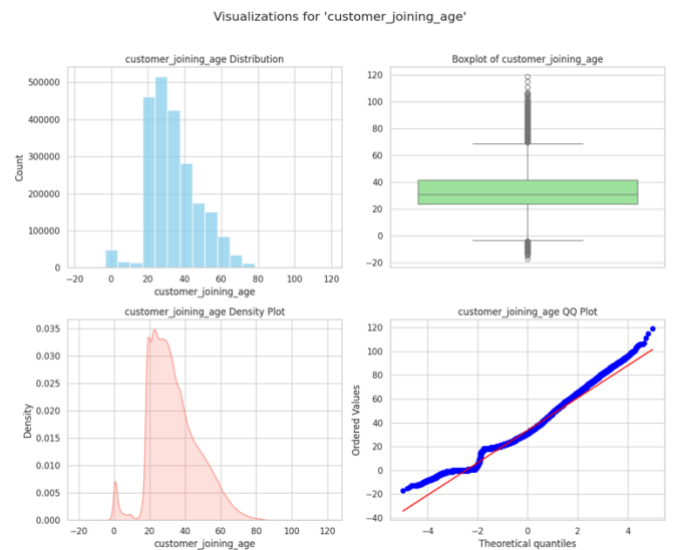 Visualizations for 'customer_joining_age'
customer_joining_age Distribution
500000
400000
300000
200000
100000
0
Count
−20 0 20 40 60 80 100 120
customer_joining_age
Boxplot of customer_joining_age
120
100
80
60
40
20
0
−20
customer_joining_age Density Plot
0.035
0.030
0.025
0.020
0.015
0.010
0.005
0.000
Density
−20 0 20 40 60 80 100 120
customer_joining_age
customer_joining_age QQ Plot
120
100
80
60
40
20
0
−20
−40
Ordered Values
−4 −2 0 2 4
Theoretical quantiles